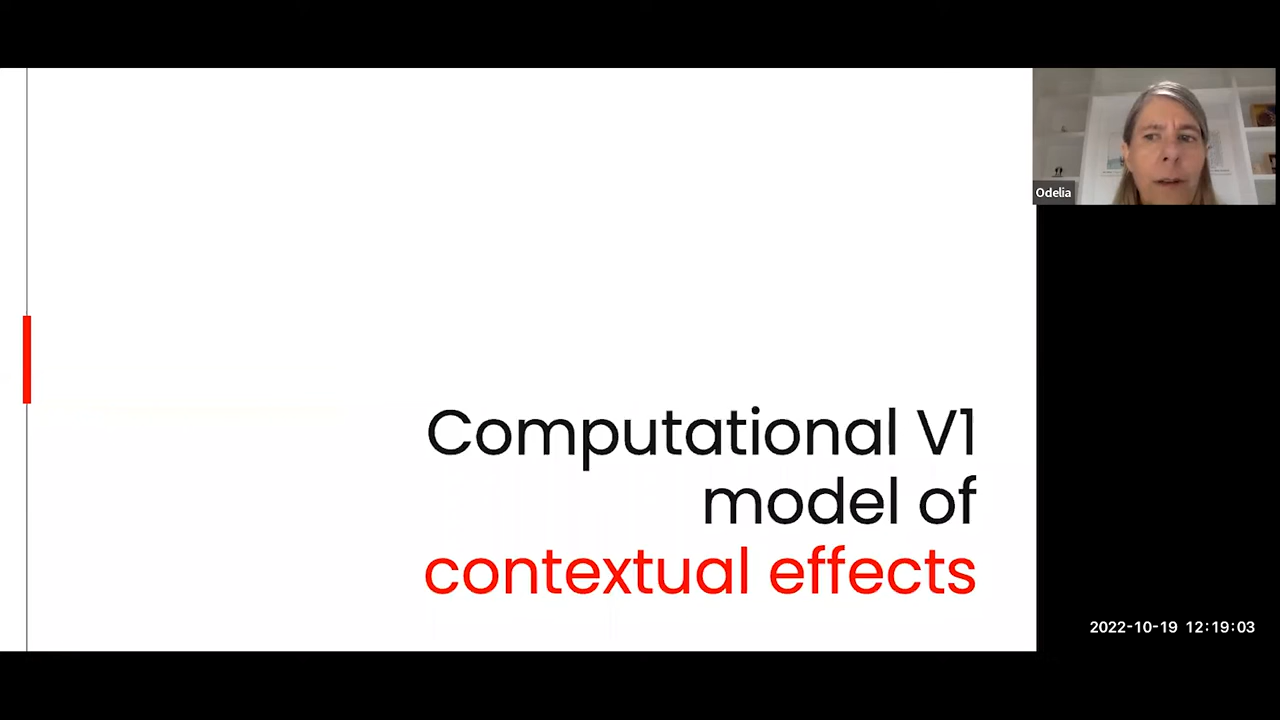 Odelia
Computational V1
model of
contextual effects
2022-10-19 12:19:03